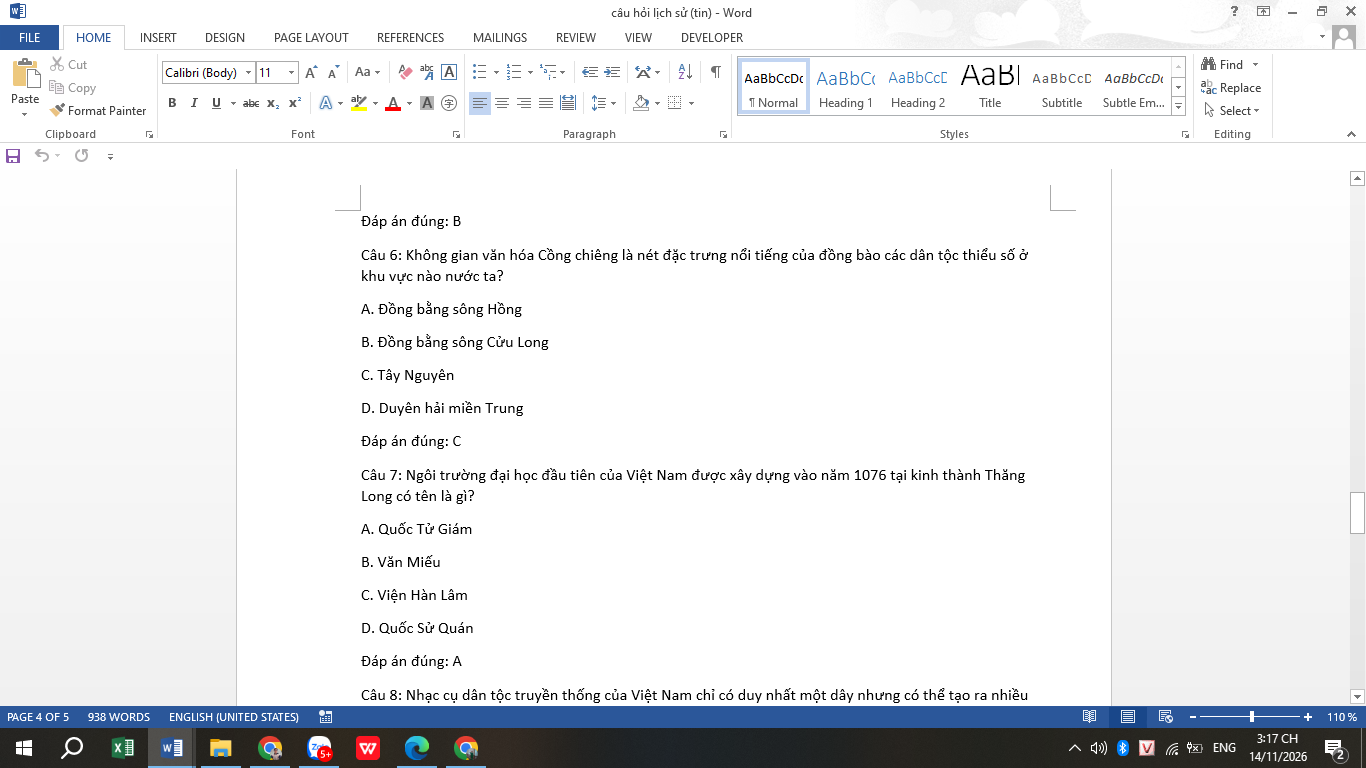 câu hỏi lịch sử (tin) - Word
FILE HOME INSERT DESIGN PAGE LAYOUT REFERENCES MAILINGS REVIEW VIEW DEVELOPER
Paste
Cut
Copy
Format Painter
Clipboard
Calibri (Body) 11
Font
Paragraph
AaBbCcDc AaBbCc AaBbCcD AaBl AaBbCcD AaBbCcDc
¶ Normal Heading 1 Heading 2 Title Subtitle Subtle Em...
Styles
Find
Replace
Select
Editing
Đáp án đúng: B
Câu 6: Không gian văn hóa Cồng chiêng là nét đặc trưng nổi tiếng của đồng bào các dân tộc thiểu số ở
khu vực nào nước ta?
A. Đồng bằng sông Hồng
B. Đồng bằng sông Cửu Long
C. Tây Nguyên
D. Duyên hải miền Trung
Đáp án đúng: C
Câu 7: Ngôi trường đại học đầu tiên của Việt Nam được xây dựng vào năm 1076 tại kinh thành Thăng
Long có tên là gì?
A. Quốc Tử Giám
B. Văn Miếu
C. Viện Hàn Lâm
D. Quốc Sử Quán
Đáp án đúng: A
Câu 8: Nhạc cụ dân tộc truyền thống của Việt Nam chỉ có duy nhất một dây nhưng có thể tạo ra nhiều
PAGE 4 OF 5 938 WORDS ENGLISH (UNITED STATES) 110 %
ENG
3:17 CH
14/11/2026